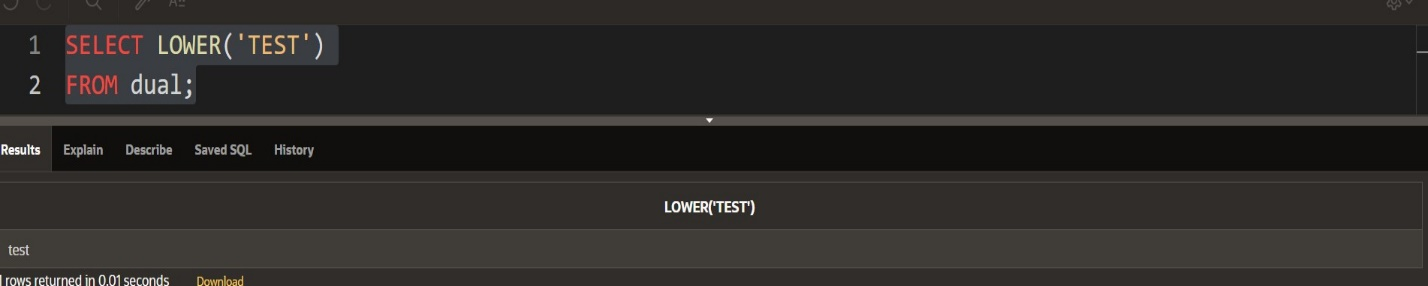 1 SELECT LOWER('TEST')
2 FROM dual;
Results Explain Describe Saved SQL History
LOWER('TEST')
test
1 rows returned in 0.01 seconds Download